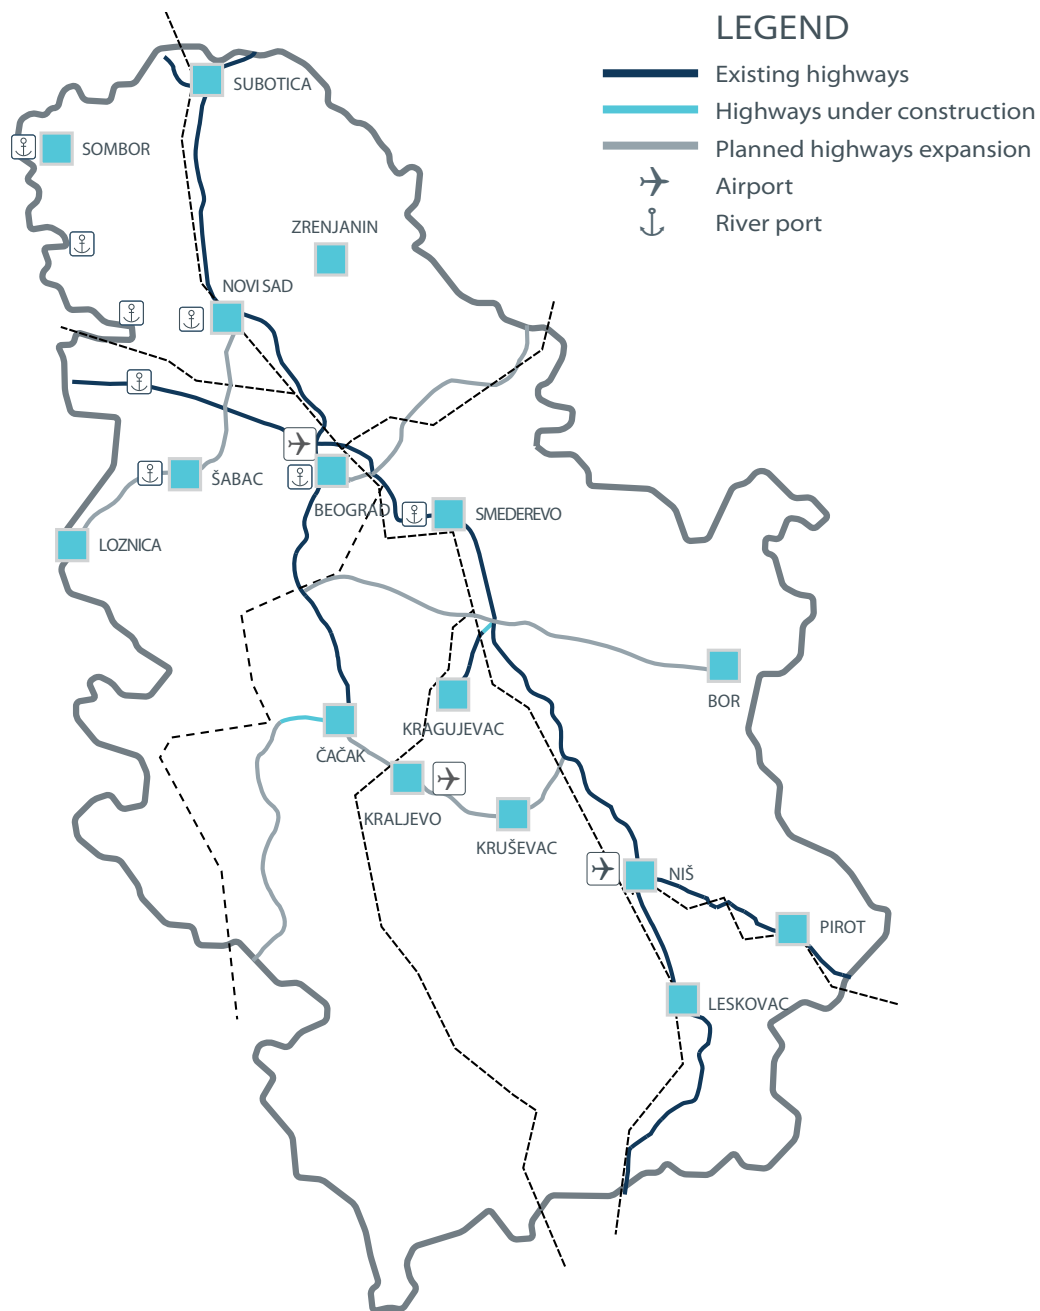 LEGEND
Existing highways
Highways under construction
Planned highways expansion
Airport
River port
SUBOTICA
SOMBOR
ZRENJANIN
NOVI SAD
ŠABAC
BEOGRAD
SMEDEREVO
LOZNICA
BOR
KRAGUJEVAC
ČAČAK
KRALJEVO
KRUŠEVAC
NIŠ
PIROT
LESKOVAC